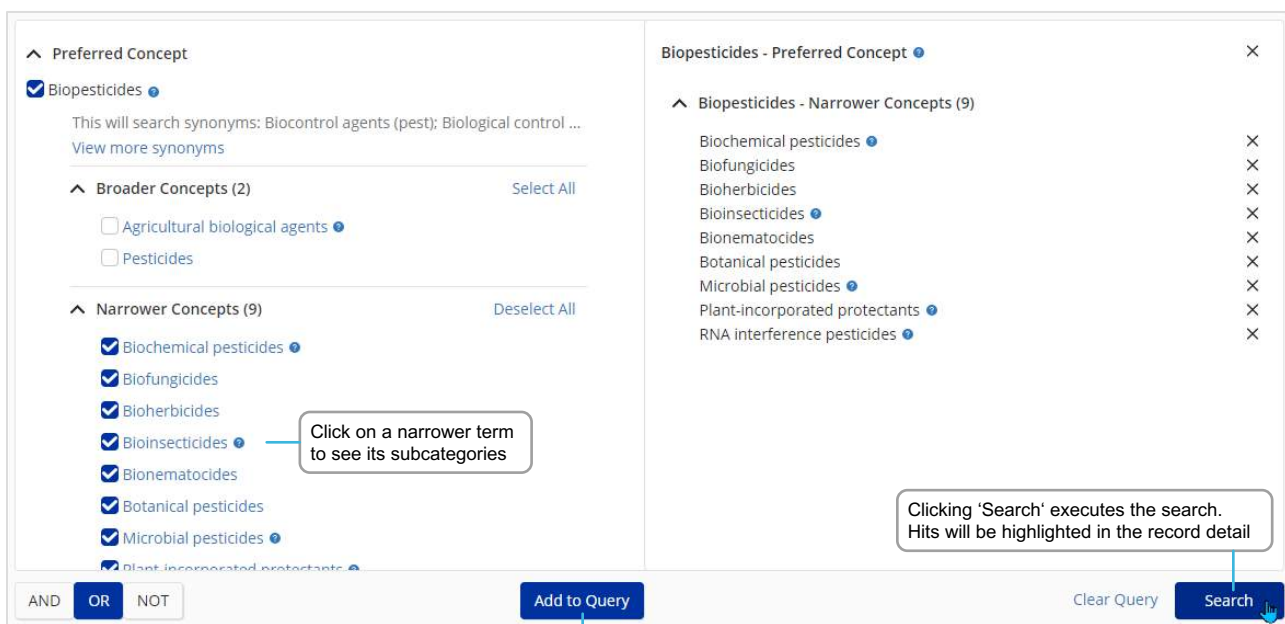 Preferred Concept
Biopesticides
This will search synonyms: Biocontrol agents (pest); Biological control ...
View more synonyms
Broader Concepts (2) Select All
Agricultural biological agents
Pesticides
Narrower Concepts (9) Deselect All
Biochemical pesticides
Biofungicides
Bioherbicides
Bioinsecticides
Click on a narrower term
to see its subcategories
Bionematocides
Botanical pesticides
Microbial pesticides
Plant-incorporated protectants
Biopesticides - Preferred Concept
Biopesticides - Narrower Concepts (9)
Biochemical pesticides
Biofungicides
Bioherbicides
Bioinsecticides
Bionematocides
Botanical pesticides
Microbial pesticides
Plant-incorporated protectants
RNA interference pesticides
Clicking ‘Search‘ executes the search.
Hits will be highlighted in the record detail
AND OR NOT Add to Query Clear Query Search